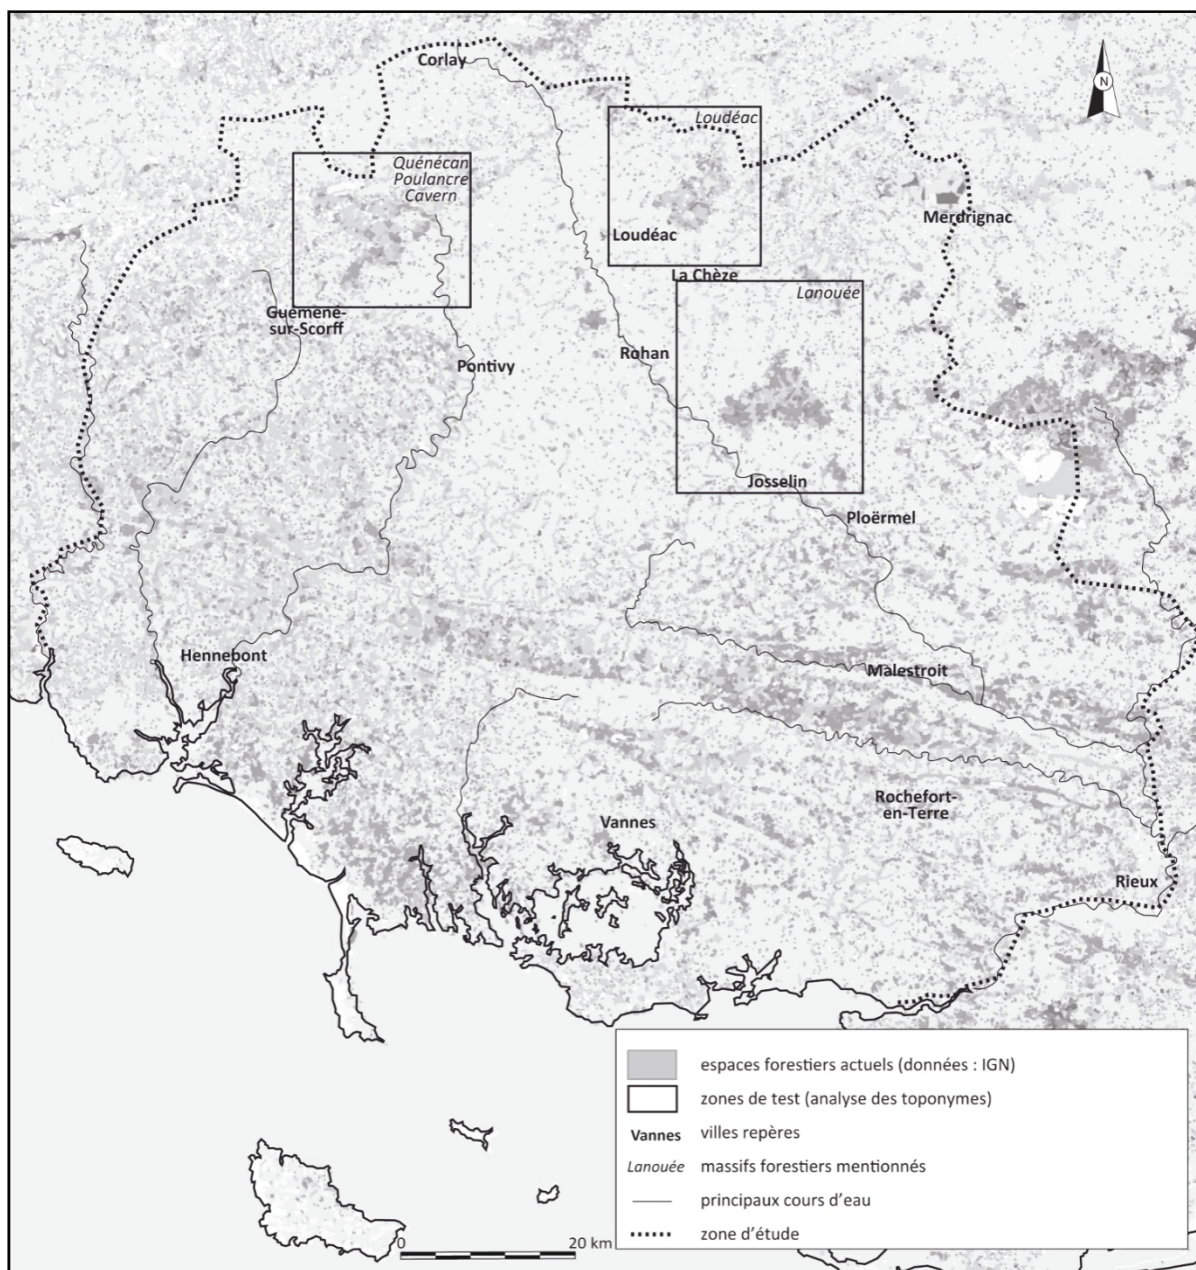 Corlay
N
Loudéac
Quénécan
Poulancre
Cavern
Merdrignac
Loudéac
La Chèze
Lanouée
Guémené-
sur-Scorff
Rohan
Pontivy
Josselin
Ploërmel
Hennebont
Malestroit
Rochefort-
en-Terre
Vannes
Rieux
espaces forestiers actuels (données : IGN)
zones de test (analyse des toponymes)
Vannes villes repères
Lanouée massifs forestiers mentionnés
principaux cours d’eau
zone d’étude
0 20 km